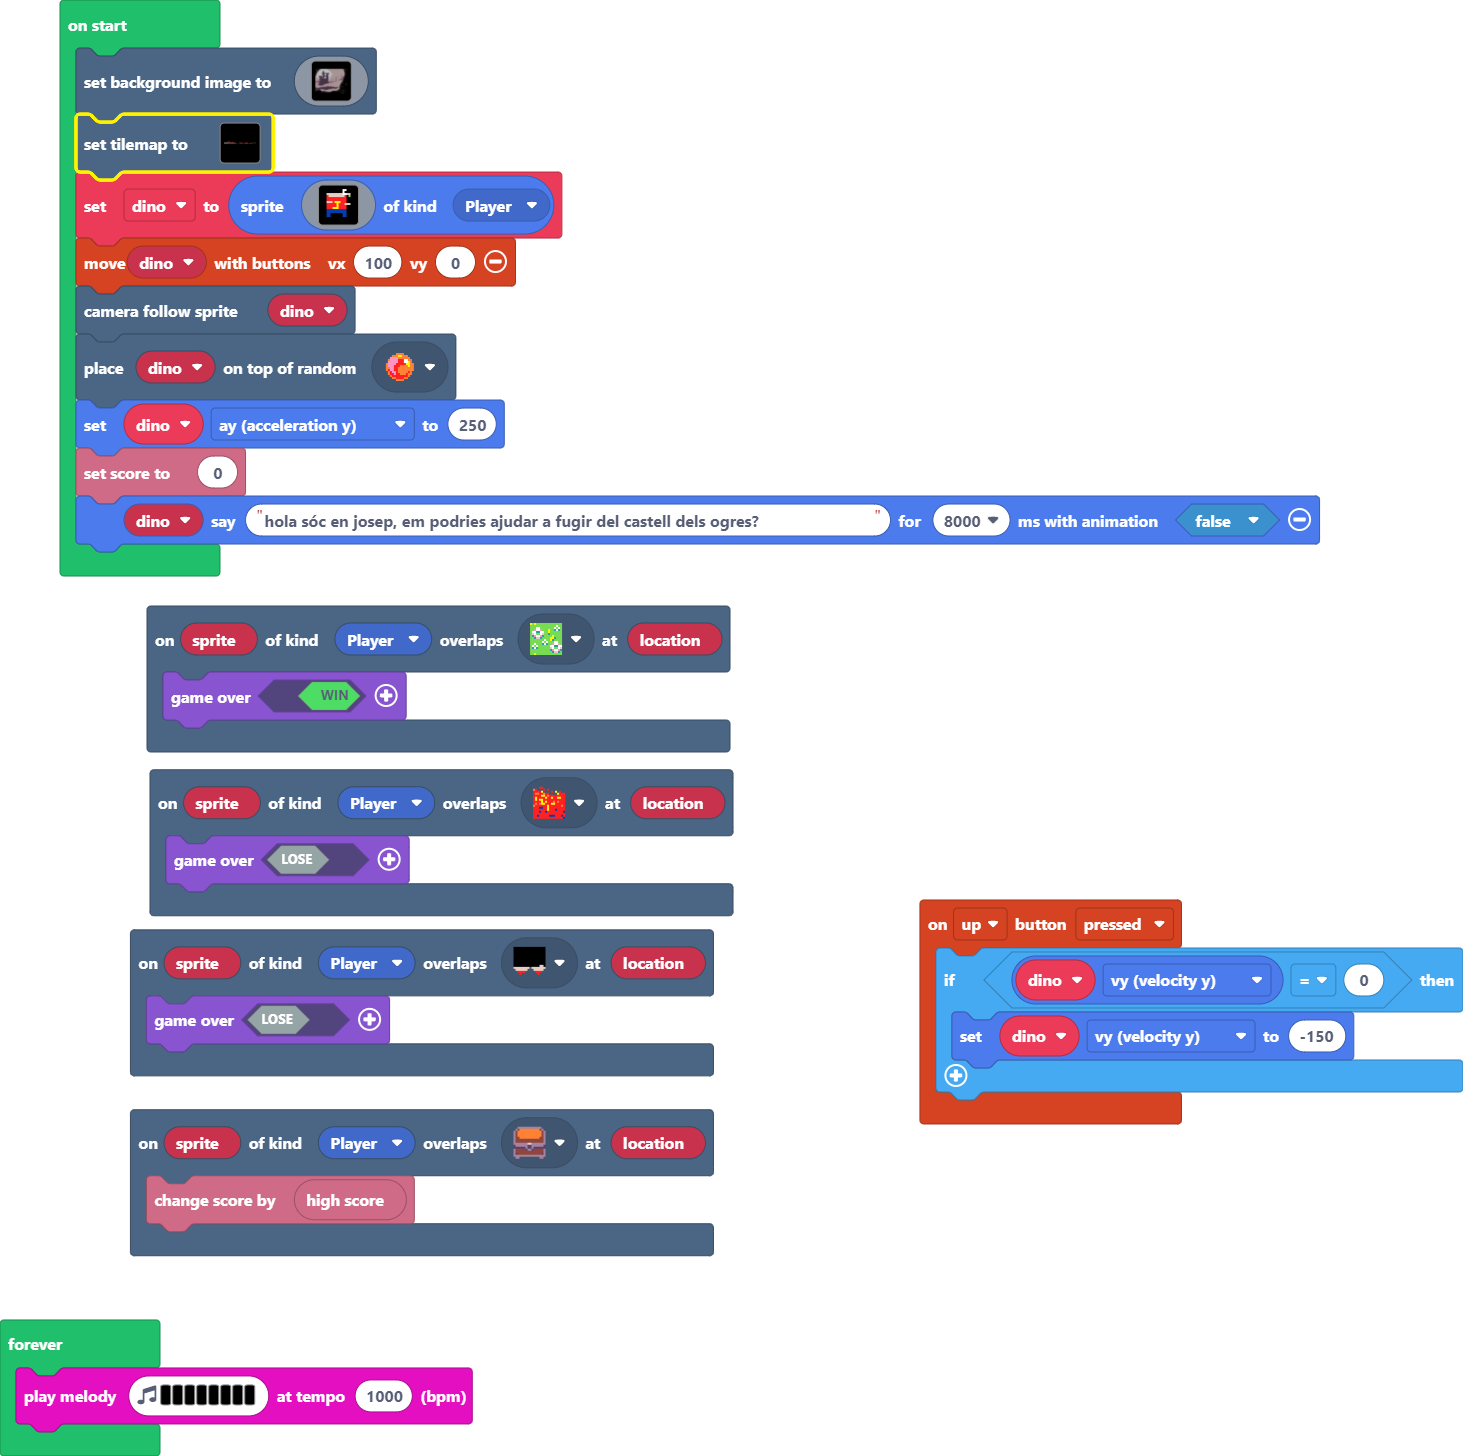 on start
set background image to
set tilemap to
set dino to sprite of kind Player
move dino with buttons vx 100 vy 0
camera follow sprite dino
place dino on top of random
set dino ay (acceleration y) to 250
set score to 0
dino say "hola sóc en josep, em podries ajudar a fugir del castell dels ogres?" for 8000 ms with animation false
on sprite of kind Player overlaps at location
game over WIN
on sprite of kind Player overlaps at location
game over LOSE
on sprite of kind Player overlaps at location
game over LOSE
on up button pressed
if dino vy (velocity y) = 0 then
set dino vy (velocity y) to -150
on sprite of kind Player overlaps at location
change score by high score
forever
play melody at tempo 1000 (bpm)